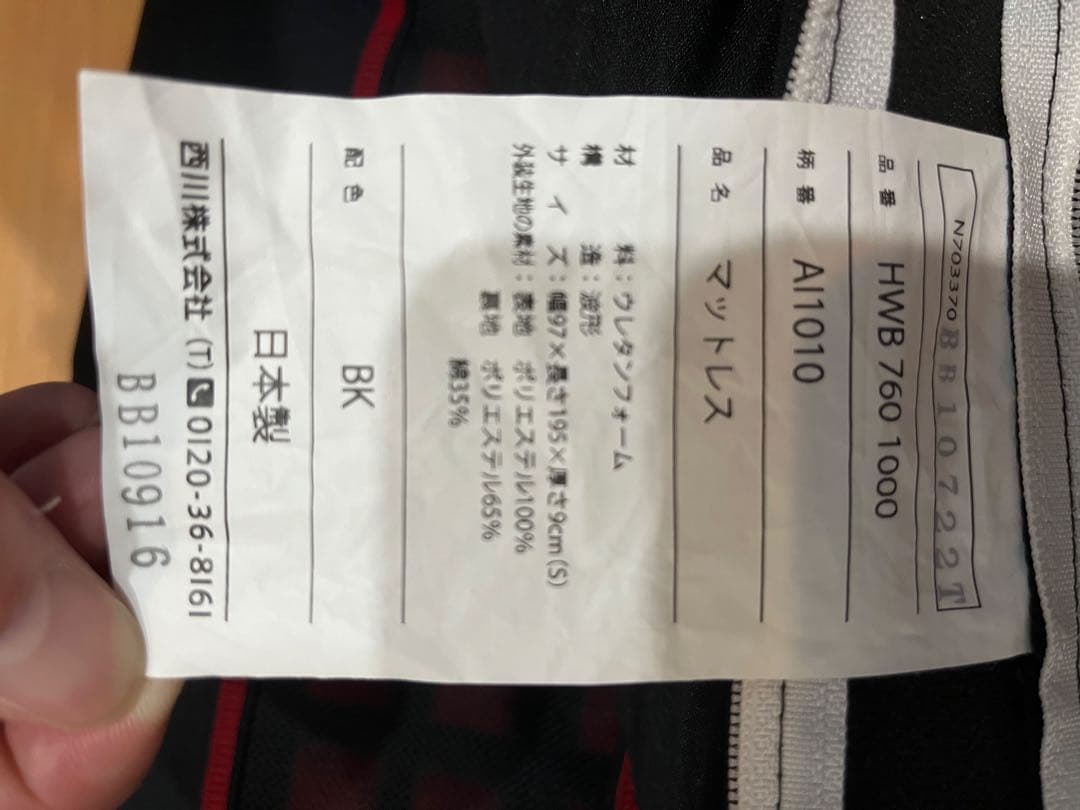 N703370 BB107222T
品番 HWB 760 1000
柄番 AI1010
品名 マットレス
材料:ウレタンフォーム
構造:波形
サイズ:幅97×長さ195×厚さ9cm(S)
外装生地の素材:表地 ポリエステル100%
裏地 ポリエステル65%
綿35%
配色 BK
日本製
西川株式会社 (T) 0120-36-8161
BB10916